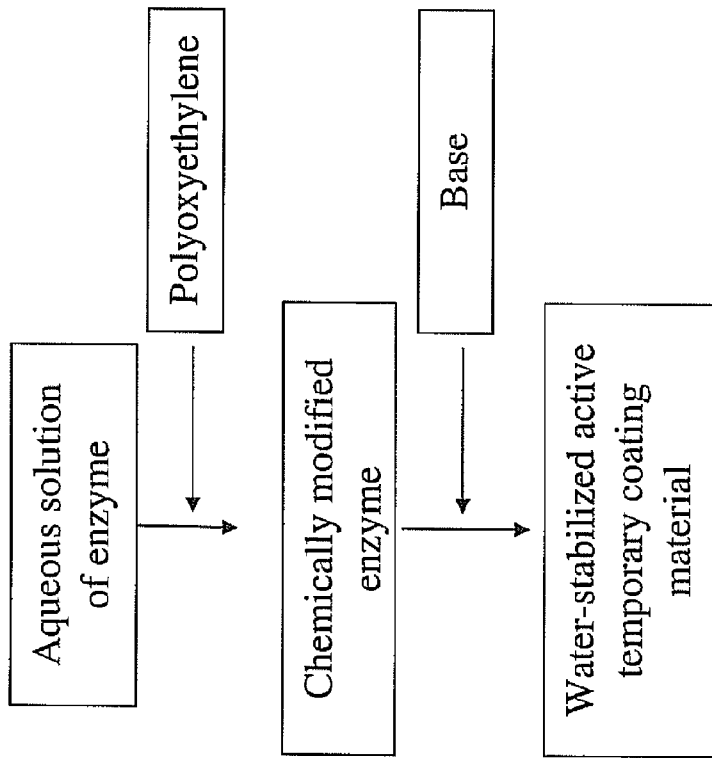 Aqueous solution
of enzyme
Polyoxyethylene
Chemically modified
enzyme
Base
Water-stabilized active
temporary coating
material